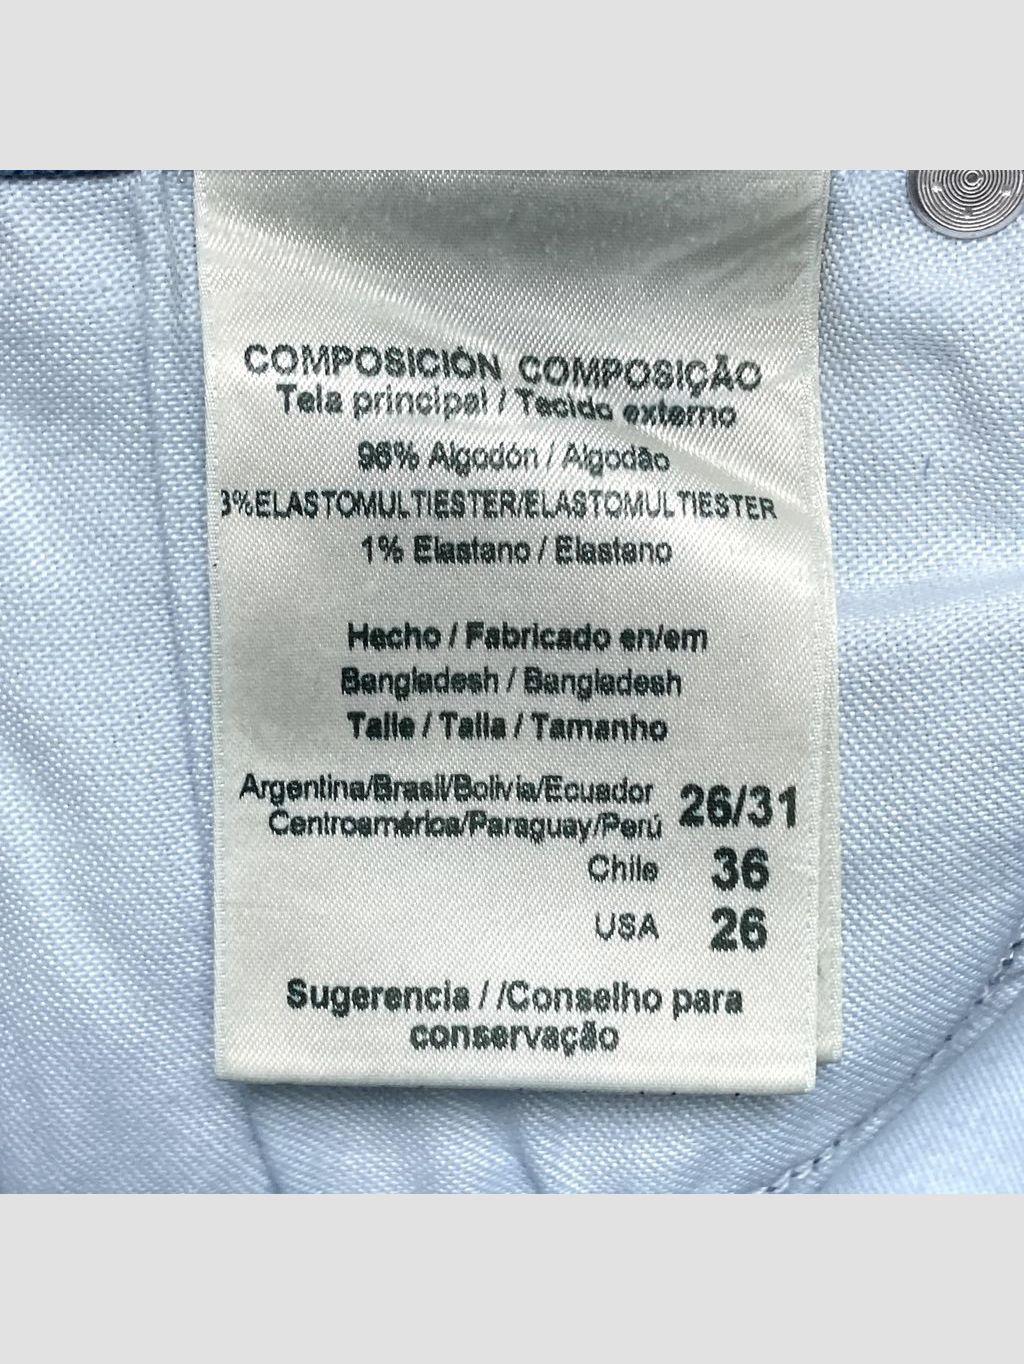 COMPOSICIÓN COMPOSIÇÃO
Tela principal / Tecido externo
96% Algodón / Algodão
3%ELASTOMULTIESTER/ELASTOMULTIESTER
1% Elastano / Elastano
Hecho / Fabricado en/em
Bangladesh / Bangladesh
Talle / Talla / Tamanho
Argentina/Brasil/Bolivia/Ecuador
Centroamérica/Paraguay/Perú 26/31
Chile 36
USA 26
Sugerencia / /Conselho para
conservação